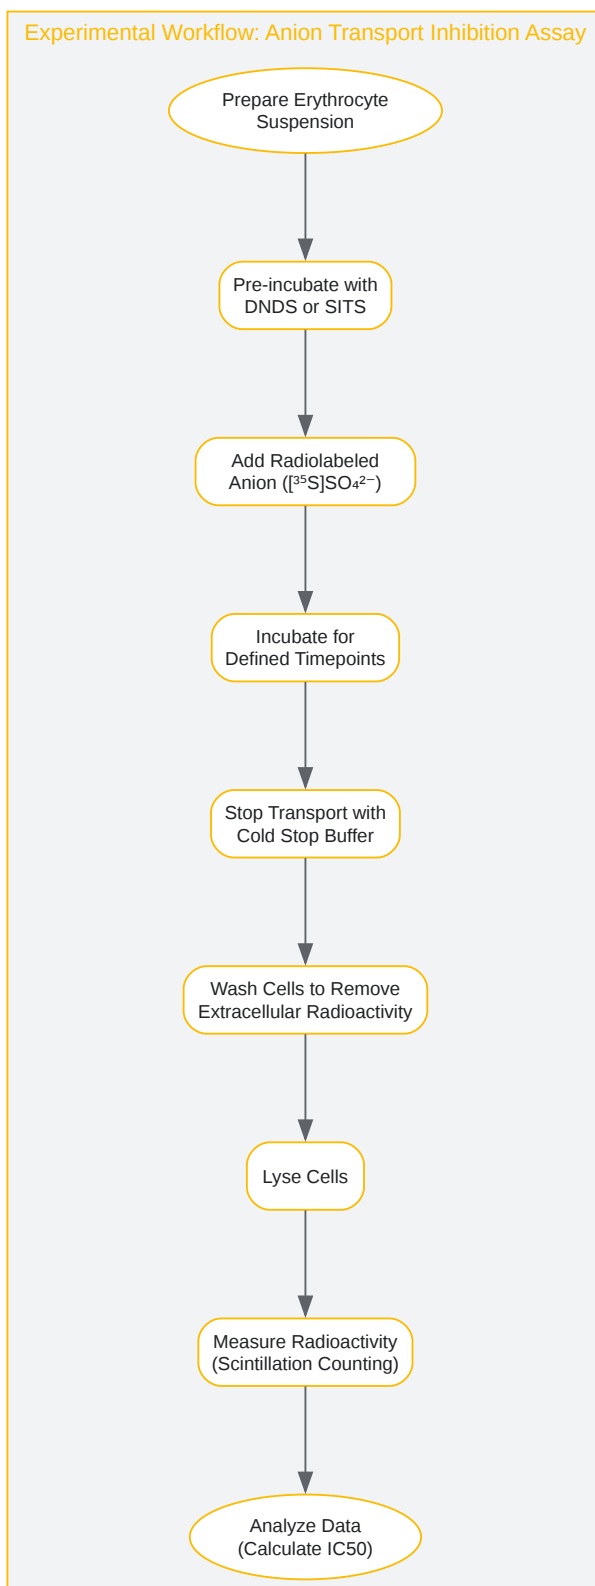 Experimental Workflow: Anion Transport Inhibition Assay
Prepare Erythrocyte
Suspension
Pre-incubate with
DNDS or SITS
Add Radiolabeled
Anion ([³⁵S]SO₄²⁻)
Incubate for
Defined Timepoints
Stop Transport with
Cold Stop Buffer
Wash Cells to Remove
Extracellular Radioactivity
Lyse Cells
Measure Radioactivity
(Scintillation Counting)
Analyze Data
(Calculate IC50)